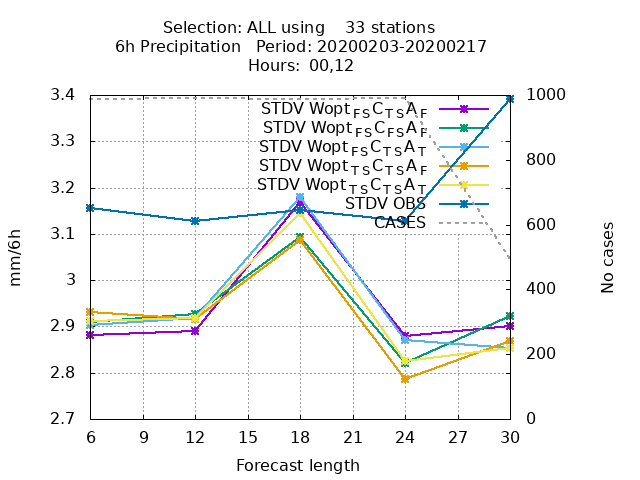 Selection: ALL using    33 stations
6h Precipitation   Period: 20200203-20200217
Hours: 00,12
3.4
3.3
3.2
3.1
3
2.9
2.8
2.7
1000
800
600
400
200
0
mm/6h
No cases
STDV Wopt_FS C_TS A_F
STDV Wopt_FS C_FS A_F
STDV Wopt_FS C_TS A_T
STDV Wopt_TS C_TS A_F
STDV Wopt_TS C_TS A_T
STDV OBS
CASES
6 9 12 15 18 21 24 27 30
Forecast length